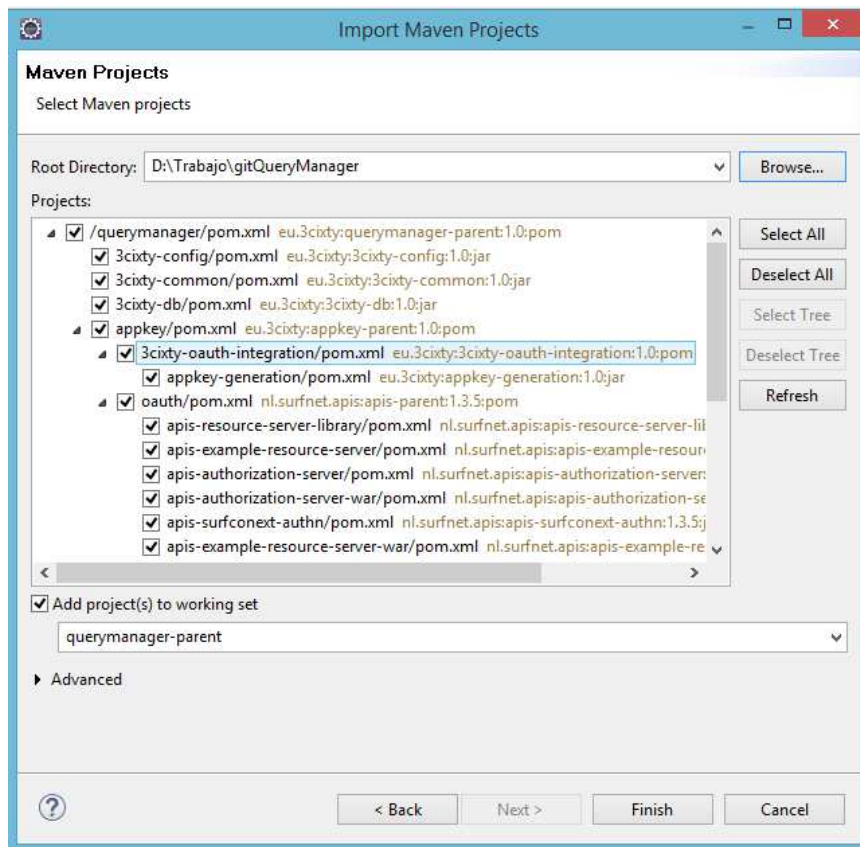 Import Maven Projects
Maven Projects
Select Maven projects
Root Directory: D:\Trabajo\gitQueryManager Browse...
Projects:
/querymanager/pom.xml eu.3cixty:querymanager-parent:1.0:pom
3cixty-config/pom.xml eu.3cixty:3cixty-config:1.0:jar
3cixty-common/pom.xml eu.3cixty:3cixty-common:1.0:jar
3cixty-db/pom.xml eu.3cixty:3cixty-db:1.0:jar
appkey/pom.xml eu.3cixty:appkey-parent:1.0:pom
3cixty-oauth-integration/pom.xml eu.3cixty:3cixty-oauth-integration:1.0:pom
appkey-generation/pom.xml eu.3cixty:appkey-generation:1.0:jar
oauth/pom.xml nl.surfnet.apis:apis-parent:1.3.5:pom
apis-resource-server-library/pom.xml nl.surfnet.apis:apis-resource-server-lib
apis-example-resource-server/pom.xml nl.surfnet.apis:apis-example-resour
apis-authorization-server/pom.xml nl.surfnet.apis:apis-authorization-server:
apis-authorization-server-war/pom.xml nl.surfnet.apis:apis-authorization-se
apis-surfconext-authn/pom.xml nl.surfnet.apis:apis-surfconext-authn:1.3.5:j
apis-example-resource-server-war/pom.xml nl.surfnet.apis:apis-example-re
Select All
Deselect All
Select Tree
Deselect Tree
Refresh
Add project(s) to working set
querymanager-parent
Advanced
? < Back Next > Finish Cancel